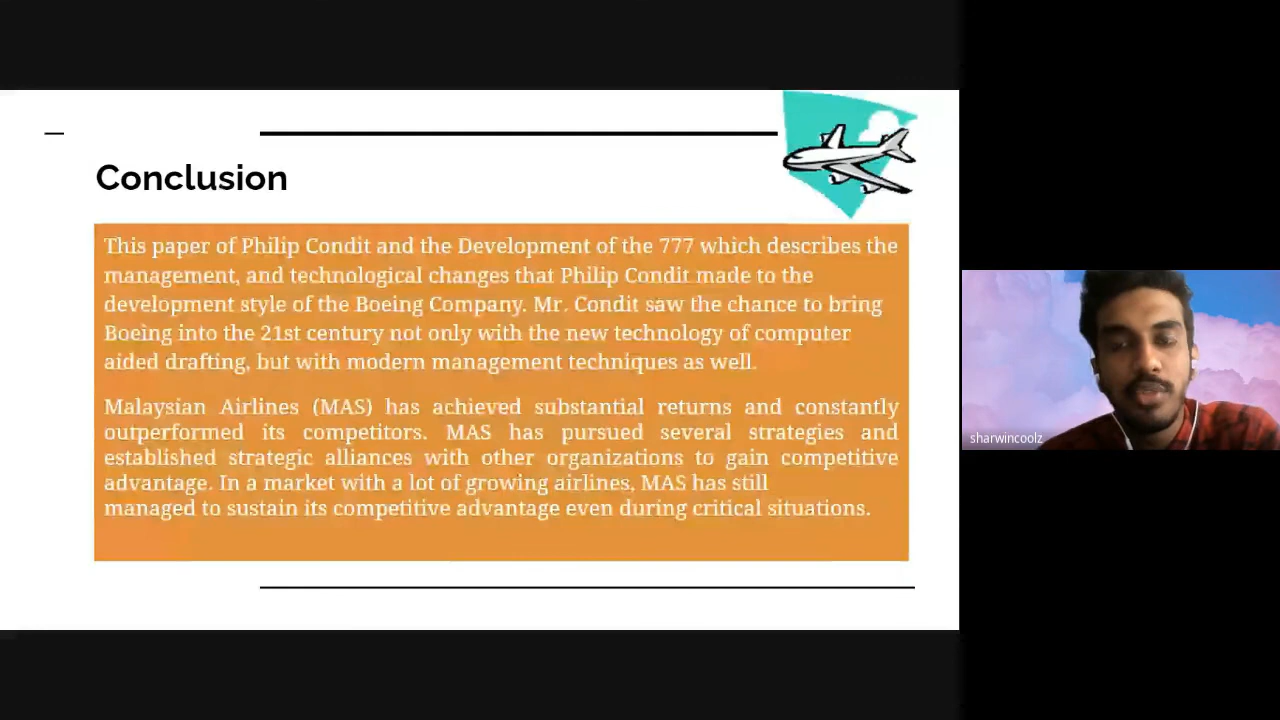 Conclusion
This paper of Philip Condit and the Development of the 777 which describes the
management, and technological changes that Philip Condit made to the
development style of the Boeing Company. Mr. Condit saw the chance to bring
Boeing into the 21st century not only with the new technology of computer
aided drafting, but with modern management techniques as well.
Malaysian Airlines (MAS) has achieved substantial returns and constantly
outperformed its competitors. MAS has pursued several strategies and
established strategic alliances with other organizations to gain competitive
advantage. In a market with a lot of growing airlines, MAS has still
managed to sustain its competitive advantage even during critical situations.
sharwincoolz